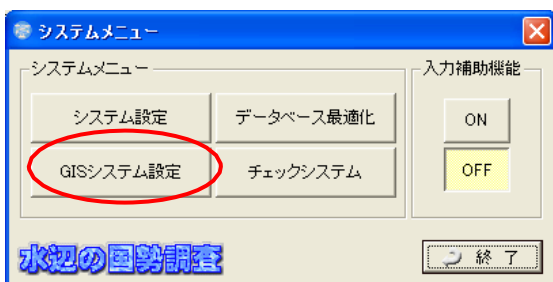 システムメニュー
システムメニュー
入力補助機能
システム設定
データベース最適化
ON
GISシステム設定
チェックシステム
OFF
水辺の国勢調査
終 了